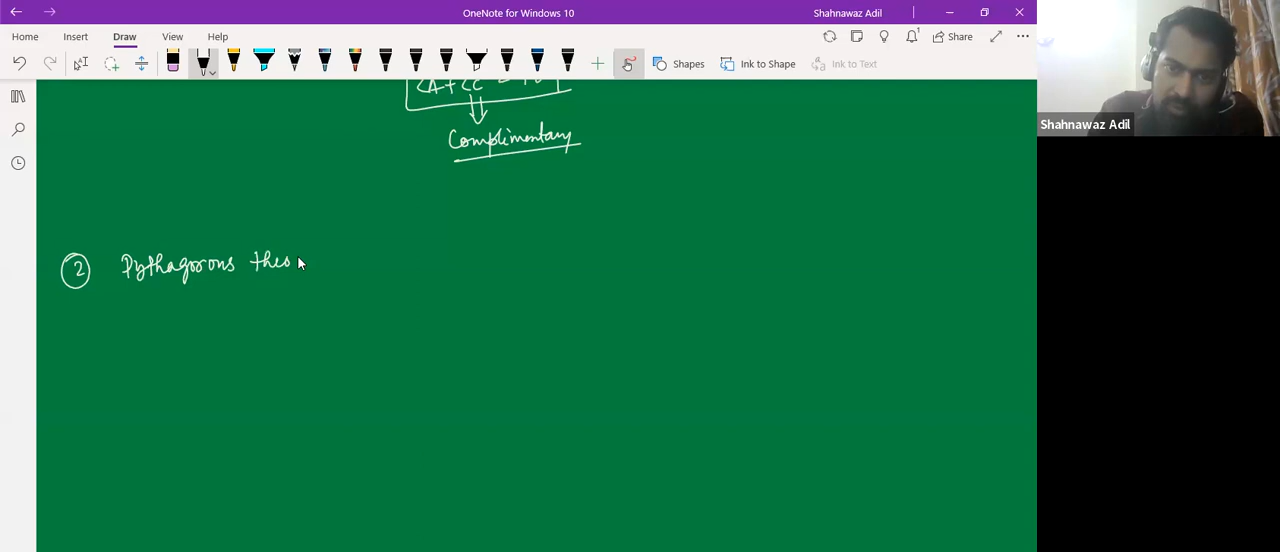 OneNote for Windows 10
Shahnawaz Adil
Home Insert Draw View Help
Share
Shapes Ink to Shape Ink to Text
Shahnawaz Adil
Complimentary
2 Pythagorous theo